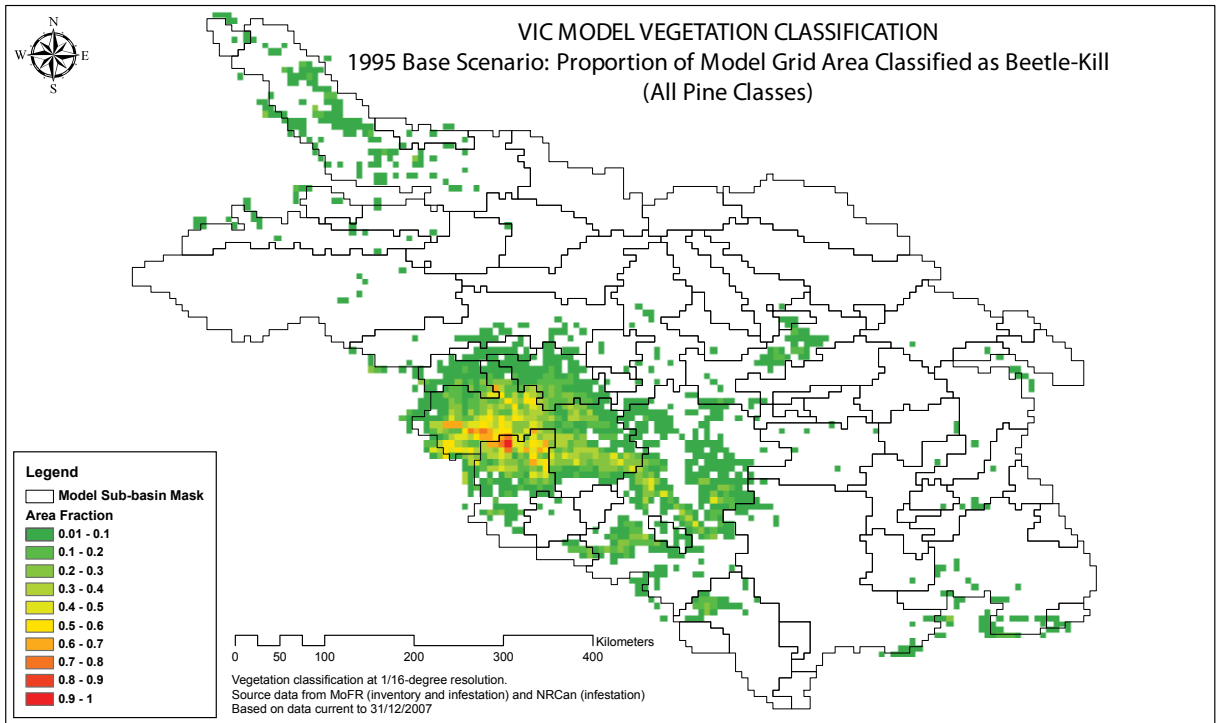 N
W E
S
VIC MODEL VEGETATION CLASSIFICATION
1995 Base Scenario: Proportion of Model Grid Area Classified as Beetle-Kill
(All Pine Classes)
Legend
Model Sub-basin Mask
Area Fraction
0.01 - 0.1
0.1 - 0.2
0.2 - 0.3
0.3 - 0.4
0.4 - 0.5
0.5 - 0.6
0.6 - 0.7
0.7 - 0.8
0.8 - 0.9
0.9 - 1
Kilometers
0 50 100 200 300 400
Vegetation classification at 1/16-degree resolution.
Source data from MoFR (inventory and infestation) and NRCan (infestation)
Based on data current to 31/12/2007